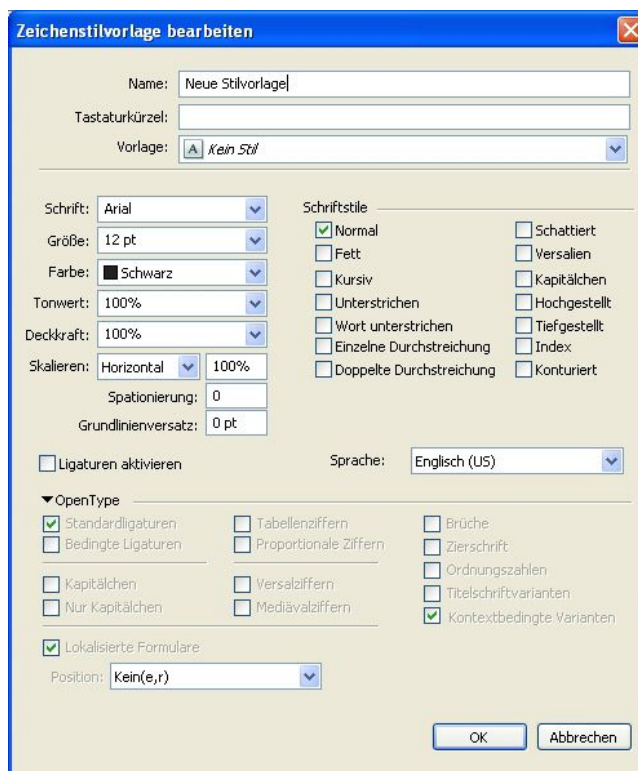 Zeichenstilvorlage bearbeiten
Name: Neue Stilvorlage
Tastaturkürzel:
Vorlage: A Kein Stil
Schrift: Arial
Größe: 12 pt
Farbe: Schwarz
Tonwert: 100%
Deckkraft: 100%
Skalieren: Horizontal 100%
Spationierung: 0
Grundlinienversatz: 0 pt
Schriftstile
Normal Schattiert
Fett Versalien
Kursiv Kapitälchen
Unterstrichen Hochgestellt
Wort unterstrichen Tiefgestellt
Einzelne Durchstreichung Index
Doppelte Durchstreichung Konturiert
Ligaturen aktivieren Sprache: Englisch (US)
OpenType
Standardligaturen Tabellenziffern Brüche
Bedingte Ligaturen Proportionale Ziffern Zierschrift
Ordnungszahlen
Kapitälchen Versalziffern Titelschriftvarianten
Nur Kapitälchen Mediävalziffern Kontextbedingte Varianten
Lokalisierte Formulare
Position: Kein(e,r)
OK Abbrechen